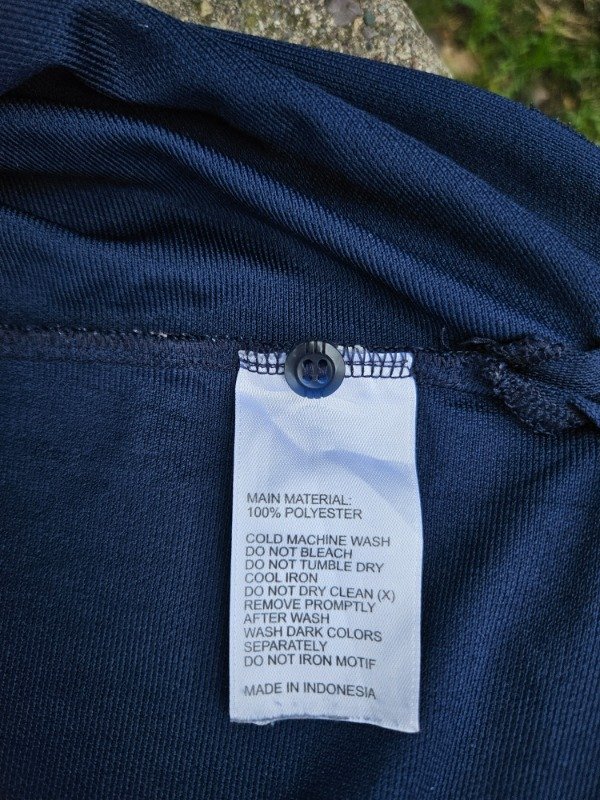 MAIN MATERIAL:
100% POLYESTER
COLD MACHINE WASH
DO NOT BLEACH
DO NOT TUMBLE DRY
COOL IRON
DO NOT DRY CLEAN (X)
REMOVE PROMPTLY
AFTER WASH
WASH DARK COLORS
SEPARATELY
DO NOT IRON MOTIF
MADE IN INDONESIA